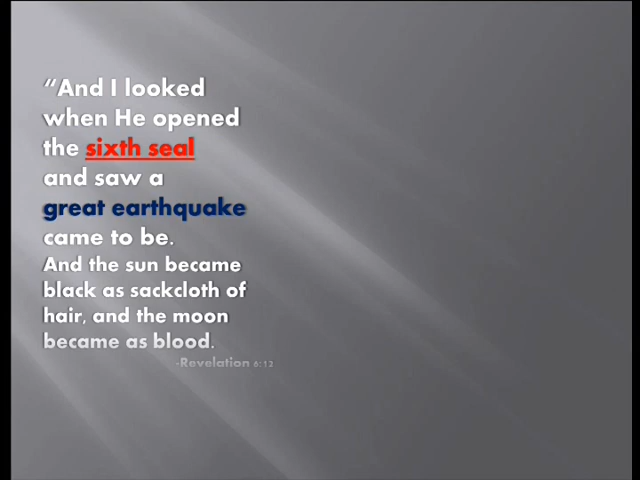 “And I looked
when He opened
the sixth seal
and saw a
great earthquake
came to be.
And the sun became
black as sackcloth of
hair, and the moon
became as blood.
-Revelation 6:12